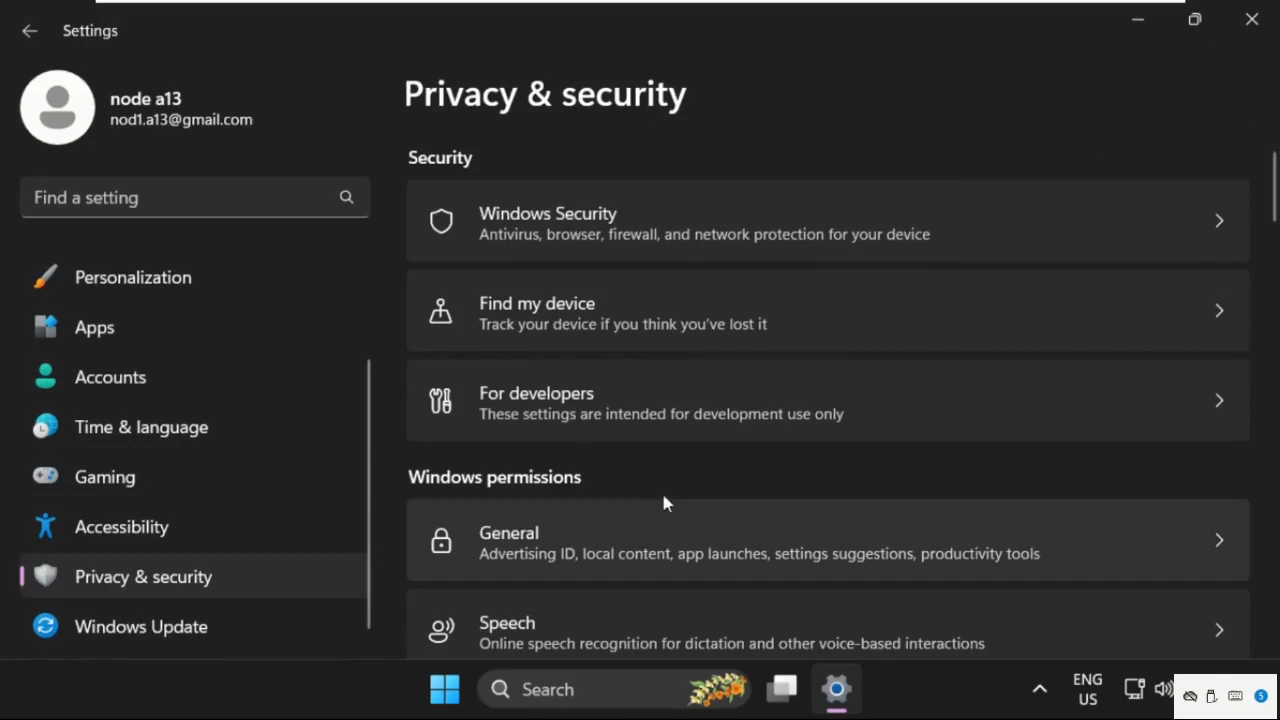 Settings
node a13
nod1.a13@gmail.com
Find a setting
Personalization
Apps
Accounts
Time & language
Gaming
Accessibility
Privacy & security
Windows Update
Privacy & security
Security
Windows Security
Antivirus, browser, firewall, and network protection for your device
Find my device
Track your device if you think you've lost it
For developers
These settings are intended for development use only
Windows permissions
General
Advertising ID, local content, app launches, settings suggestions, productivity tools
Speech
Online speech recognition for dictation and other voice-based interactions
Search
ENG
US
5